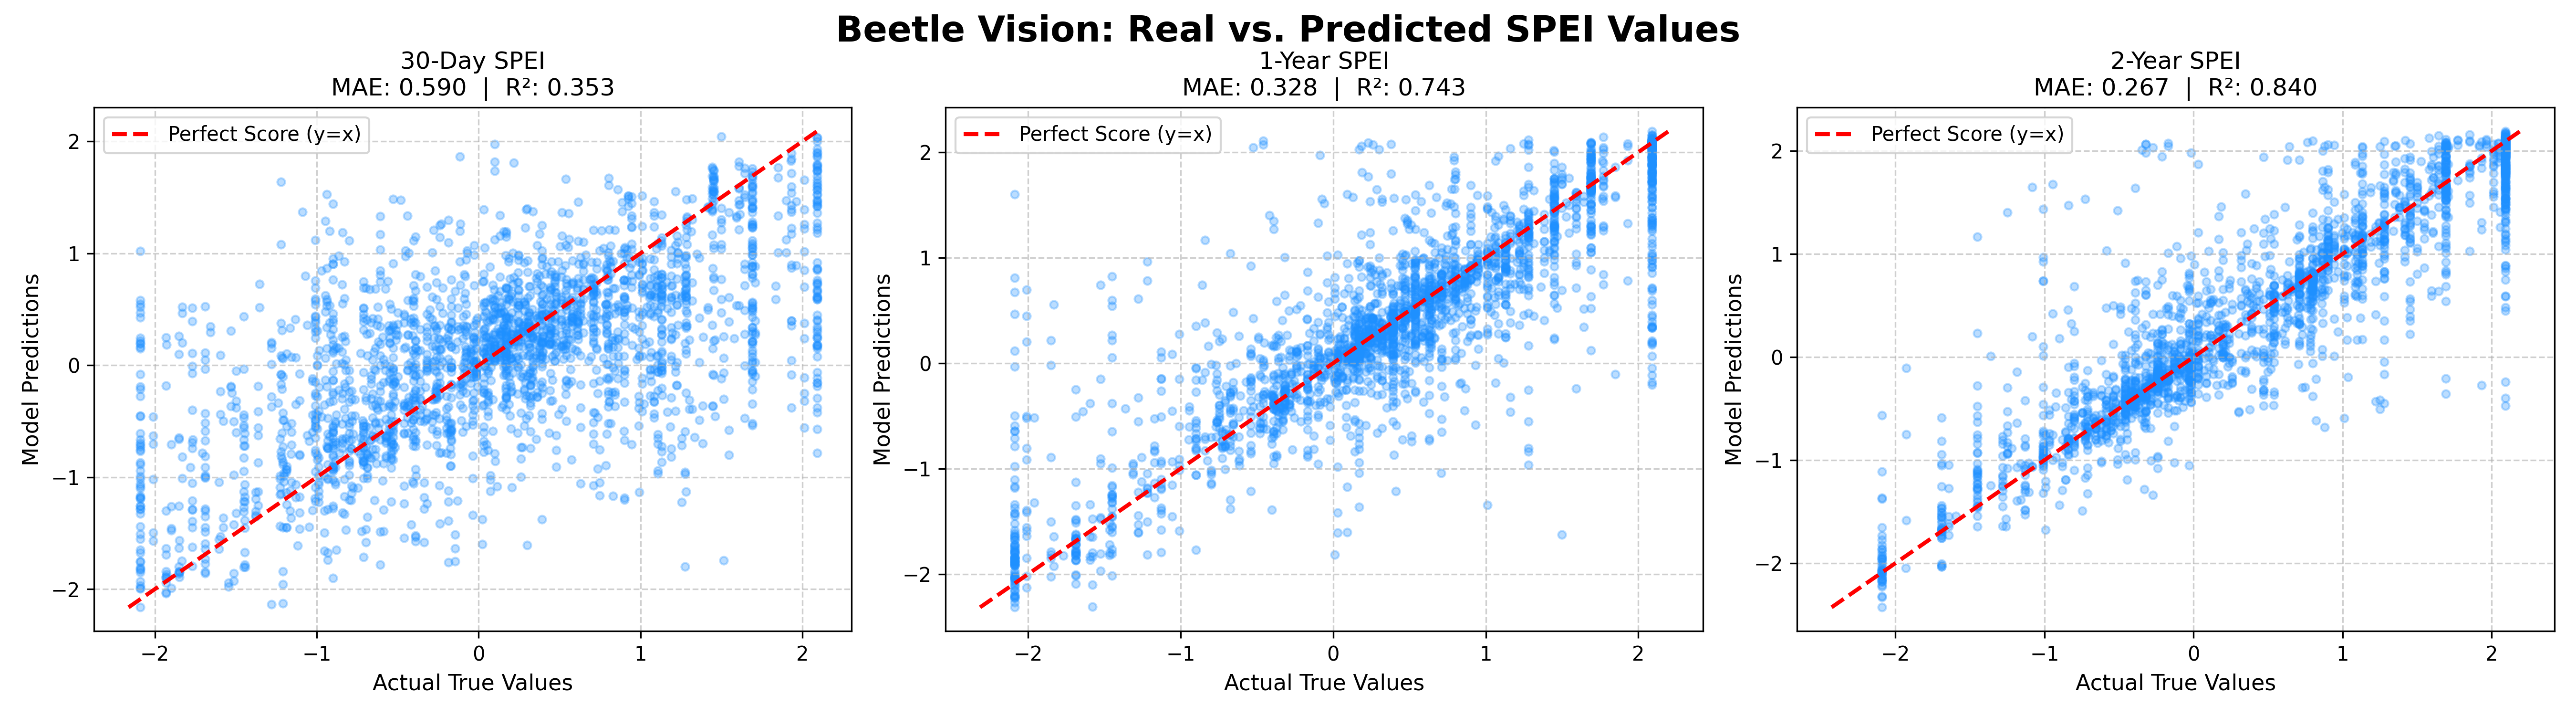 Beetle Vision: Real vs. Predicted SPEI Values
30-Day SPEI
MAE: 0.590 | R²: 0.353
Perfect Score (y=x)
2
1
0
−1
−2
Model Predictions
−2 −1 0 1 2
Actual True Values
1-Year SPEI
MAE: 0.328 | R²: 0.743
Perfect Score (y=x)
2
1
0
−1
−2
Model Predictions
−2 −1 0 1 2
Actual True Values
2-Year SPEI
MAE: 0.267 | R²: 0.840
Perfect Score (y=x)
2
1
0
−1
−2
Model Predictions
−2 −1 0 1 2
Actual True Values